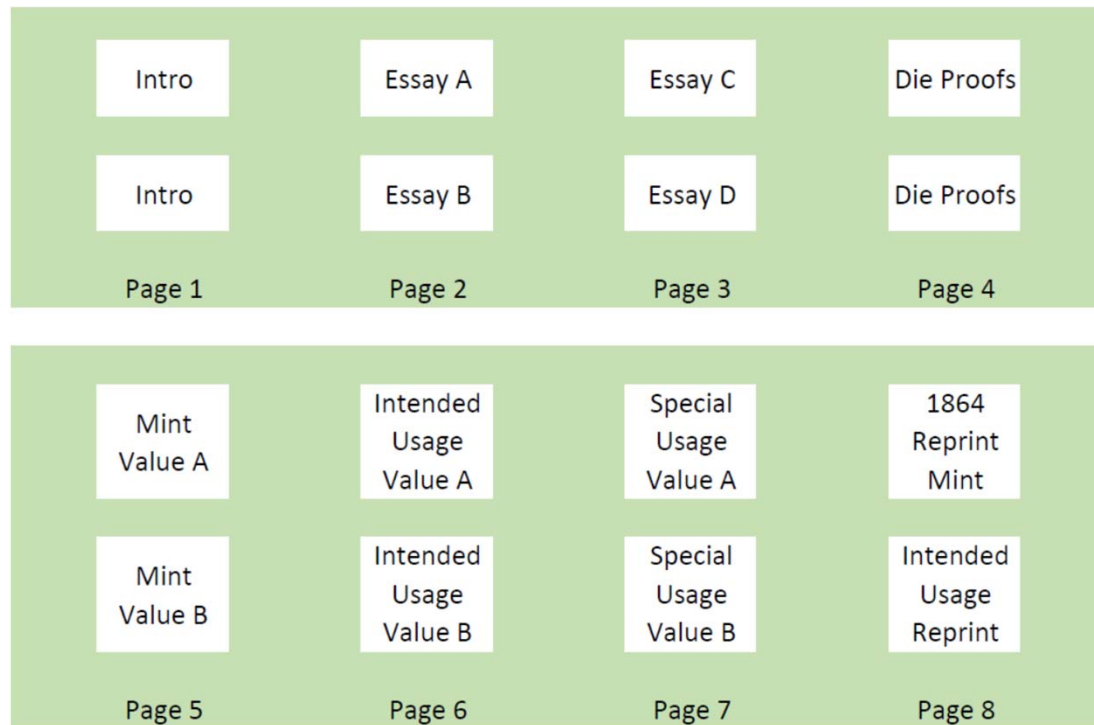 Intro
Essay A
Essay C
Die Proofs
Intro
Essay B
Essay D
Die Proofs
Page 1
Page 2
Page 3
Page 4
Mint
Value A
Intended
Usage
Value A
Special
Usage
Value A
1864
Reprint
Mint
Mint
Value B
Intended
Usage
Value B
Special
Usage
Value B
Intended
Usage
Reprint
Page 5
Page 6
Page 7
Page 8